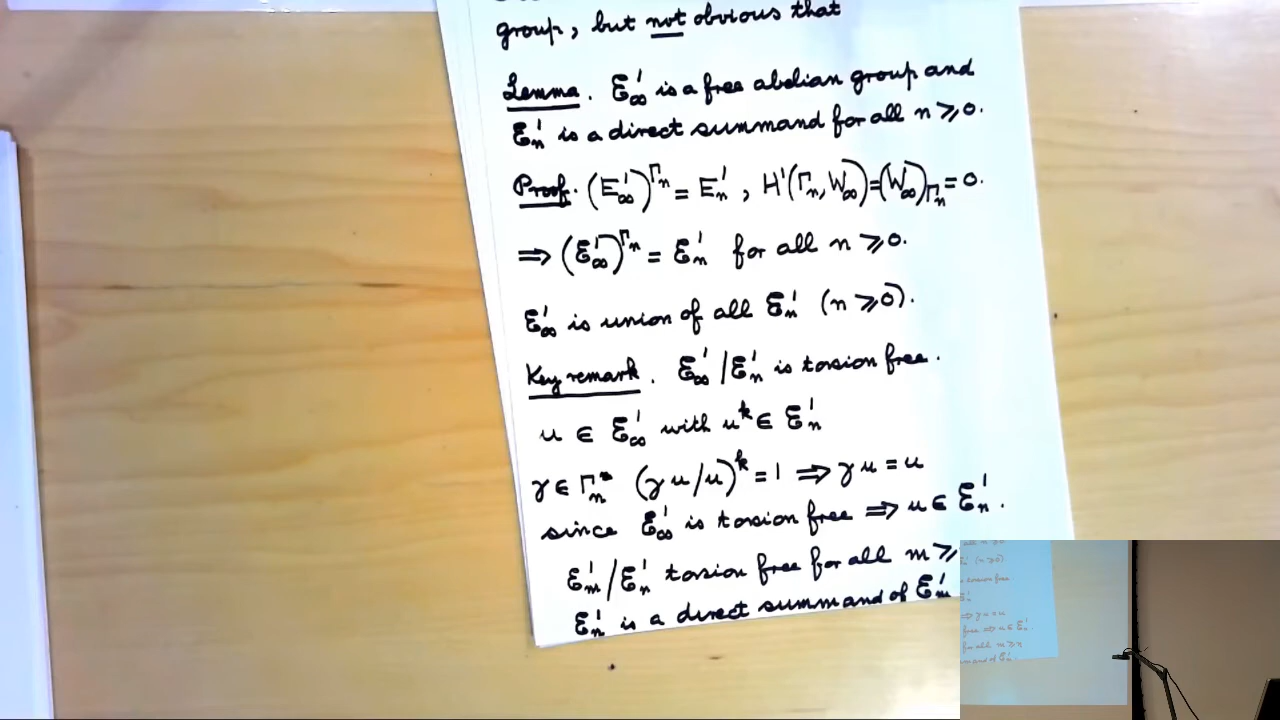 group, but not obvious that
Lemma. Ɛ'∞ is a free abelian group and
Ɛ'n is a direct summand for all n ⩾ 0.
Proof. (E'∞)^Γn = E'n , H'(Γn, W∞) = (W∞)Γn = 0.
⟹ (Ɛ'∞)^Γn = Ɛ'n for all n ⩾ 0.
Ɛ'∞ is union of all Ɛ'n (n ⩾ 0).
Key remark. Ɛ'∞/Ɛ'n is torsion free.
u ∈ Ɛ'∞ with u^k ∈ Ɛ'n
γ ∈ Γn (γu/u)^k = 1 ⟹ γu = u
since Ɛ'∞ is torsion free ⟹ u ∈ Ɛ'n.
Ɛ'm/Ɛ'n torsion free for all m ⩾
Ɛ'n is a direct summand of Ɛ'm